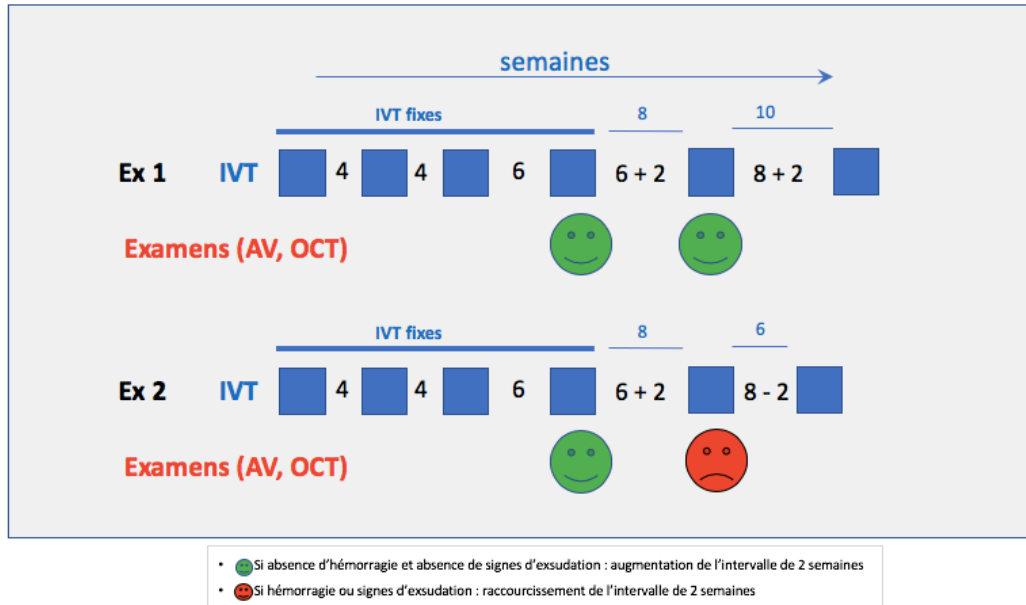 semaines
IVT fixes 8 10
Ex 1 IVT 4 4 6 6 + 2 8 + 2
Examens (AV, OCT)
IVT fixes 8 6
Ex 2 IVT 4 4 6 6 + 2 8 - 2
Examens (AV, OCT)
• Si absence d'hémorragie et absence de signes d'exsudation : augmentation de l'intervalle de 2 semaines
• Si hémorragie ou signes d'exsudation : raccourcissement de l'intervalle de 2 semaines